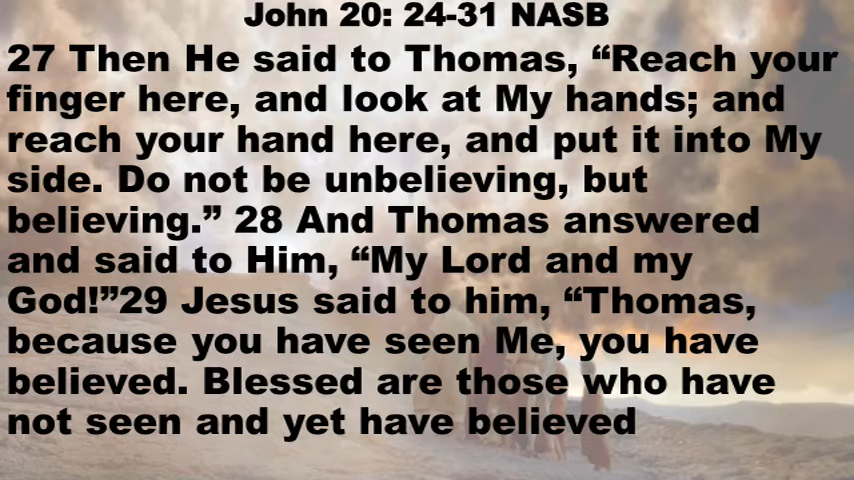 John 20: 24-31 NASB
27 Then He said to Thomas, “Reach your
finger here, and look at My hands; and
reach your hand here, and put it into My
side. Do not be unbelieving, but
believing.” 28 And Thomas answered
and said to Him, “My Lord and my
God!”29 Jesus said to him, “Thomas,
because you have seen Me, you have
believed. Blessed are those who have
not seen and yet have believed